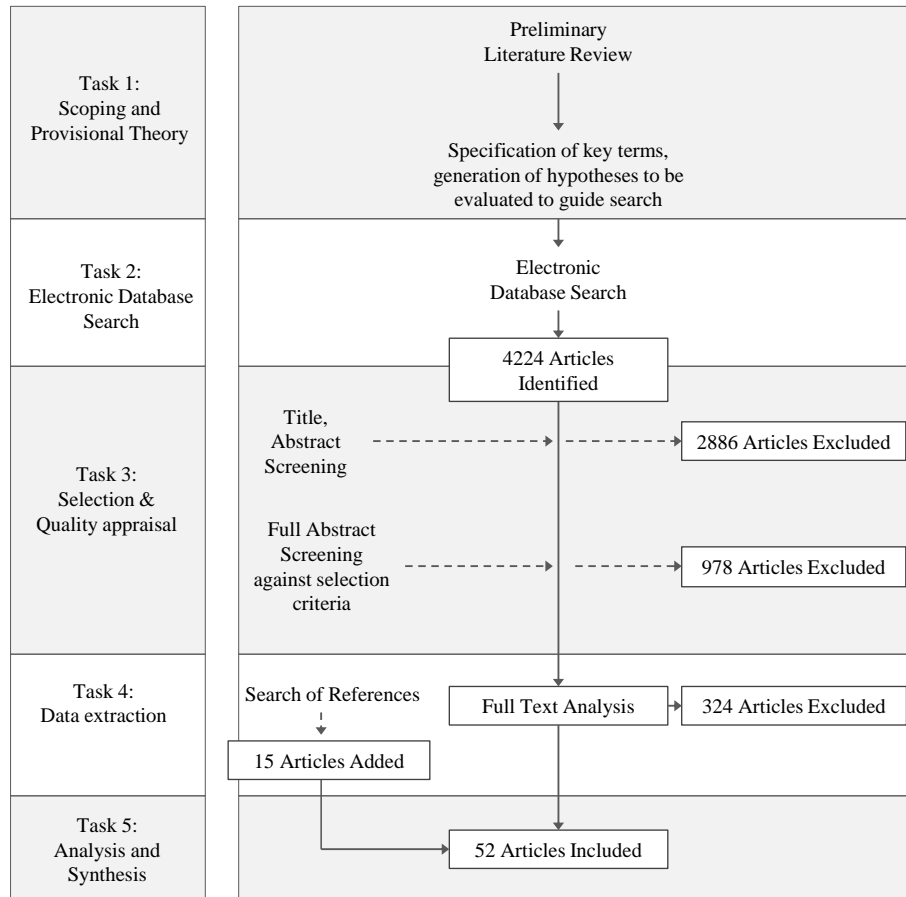 Task 1:
Scoping and
Provisional Theory
Preliminary
Literature Review
Specification of key terms,
generation of hypotheses to be
evaluated to guide search
Task 2:
Electronic Database
Search
Electronic
Database Search
4224 Articles
Identified
Task 3:
Selection &
Quality appraisal
Title,
Abstract
Screening
2886 Articles Excluded
Full Abstract
Screening
against selection
criteria
978 Articles Excluded
Task 4:
Data extraction
Search of References
15 Articles Added
Full Text Analysis
324 Articles Excluded
Task 5:
Analysis and
Synthesis
52 Articles Included